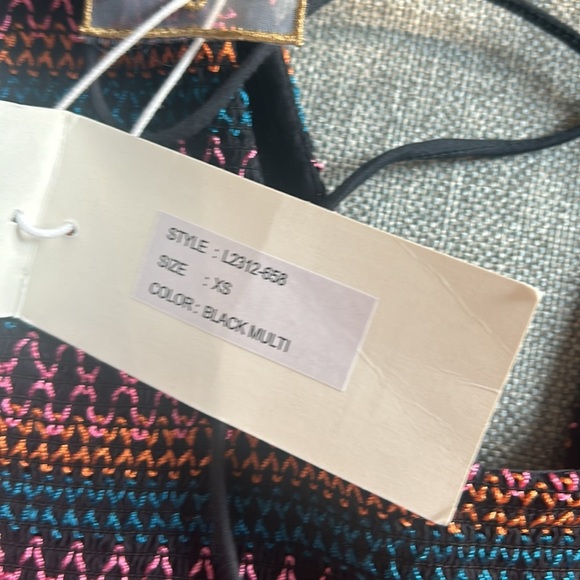 STYLE : L2312-658
SIZE : XS
COLOR : BLACK MULTI